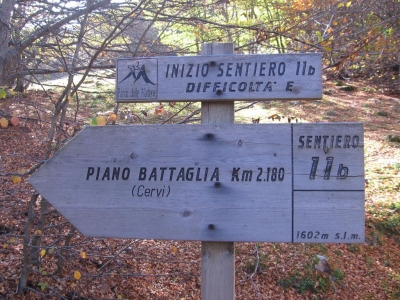 INIZIO SENTIERO 11b
DIFFICOLTA' E
PIANO BATTAGLIA Km 2.180
(Cervi)
SENTIERO
11b
1602m s.l.m.